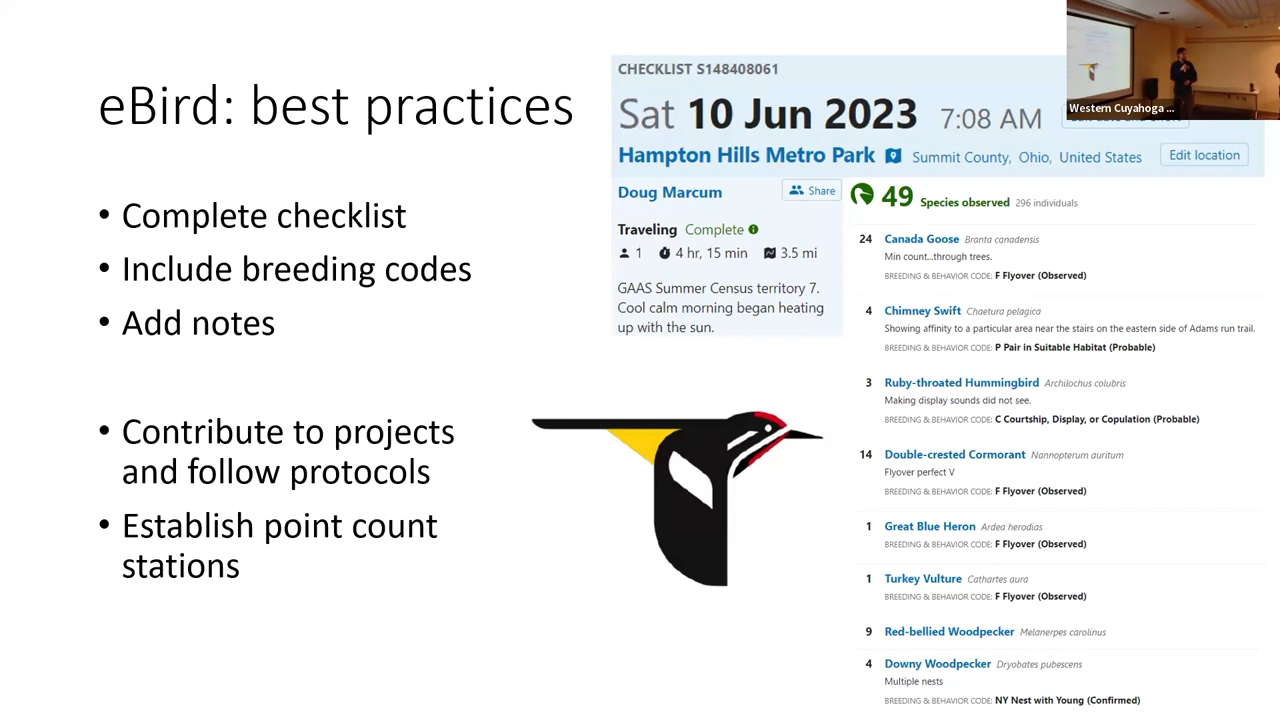 eBird: best practices
• Complete checklist
• Include breeding codes
• Add notes
• Contribute to projects
and follow protocols
• Establish point count
stations
CHECKLIST S148408061
Sat 10 Jun 2023 7:08 AM
Hampton Hills Metro Park Summit County, Ohio, United States Edit location
Doug Marcum Share
Traveling Complete
1 4 hr, 15 min 3.5 mi
GAAS Summer Census territory 7.
Cool calm morning began heating
up with the sun.
49 Species observed 296 individuals
24 Canada Goose Branta canadensis
Min count...through trees.
BREEDING & BEHAVIOR CODE: F Flyover (Observed)
4 Chimney Swift Chaetura pelagica
Showing affinity to a particular area near the stairs on the eastern side of Adams run trail.
BREEDING & BEHAVIOR CODE: P Pair in Suitable Habitat (Probable)
3 Ruby-throated Hummingbird Archilochus colubris
Making display sounds did not see.
BREEDING & BEHAVIOR CODE: C Courtship, Display, or Copulation (Probable)
14 Double-crested Cormorant Nannopterum auritum
Flyover perfect V
BREEDING & BEHAVIOR CODE: F Flyover (Observed)
1 Great Blue Heron Ardea herodias
BREEDING & BEHAVIOR CODE: F Flyover (Observed)
1 Turkey Vulture Cathartes aura
BREEDING & BEHAVIOR CODE: F Flyover (Observed)
9 Red-bellied Woodpecker Melanerpes carolinus
4 Downy Woodpecker Dryobates pubescens
Multiple nests
BREEDING & BEHAVIOR CODE: NY Nest with Young (Confirmed)
Western Cuyahoga ...